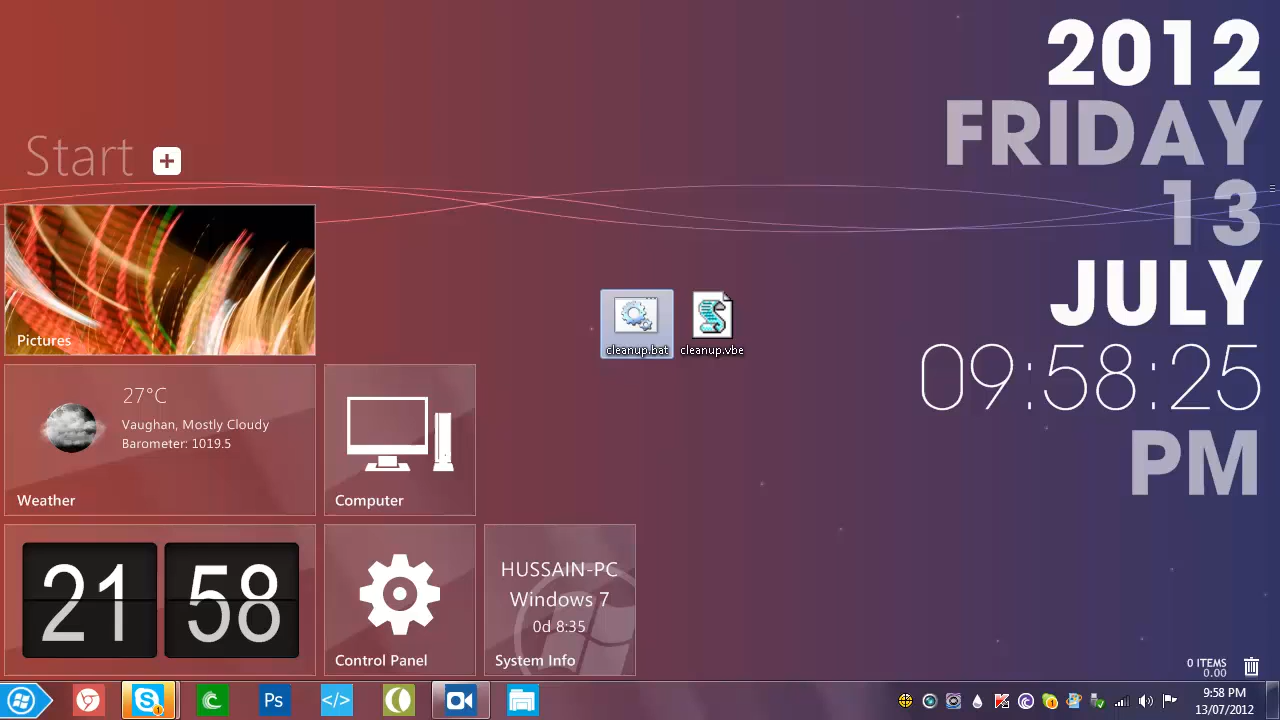 2012
FRIDAY
13
JULY
09:58:25
PM
Start
Pictures
cleanup.bat
cleanup.vbe
27°C
Vaughan, Mostly Cloudy
Barometer: 1019.5
Weather
Computer
21 58
Control Panel
HUSSAIN-PC
Windows 7
0d 8:35
System Info
0 ITEMS
0.00
Ps
</>
9:58 PM
13/07/2012